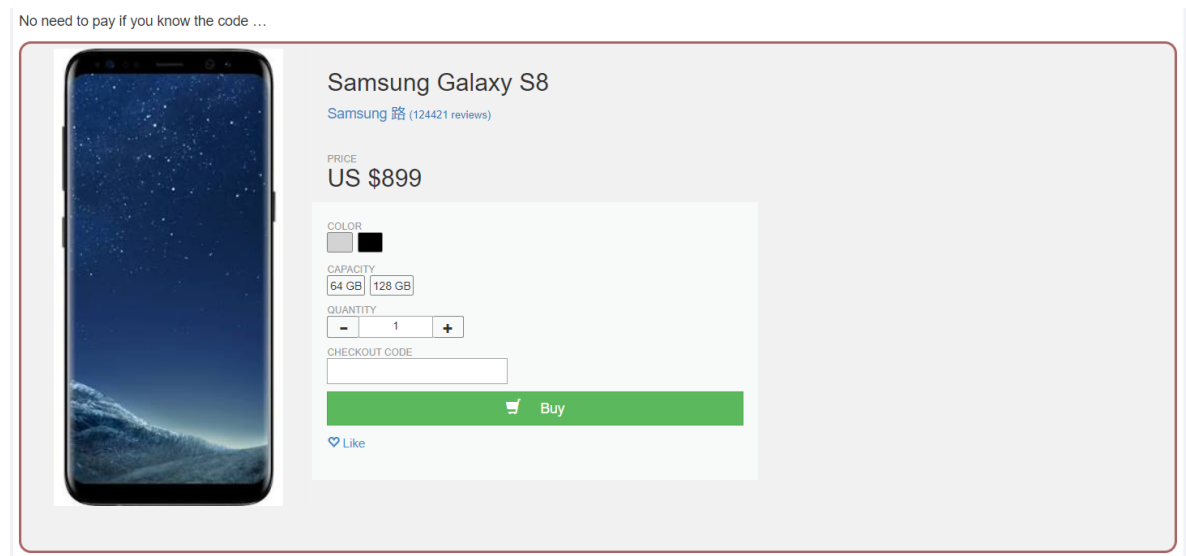 No need to pay if you know the code …
Samsung Galaxy S8
Samsung 路 (124421 reviews)
PRICE
US $899
COLOR
CAPACITY
64 GB 128 GB
QUANTITY
- 1 +
CHECKOUT CODE
Buy
Like